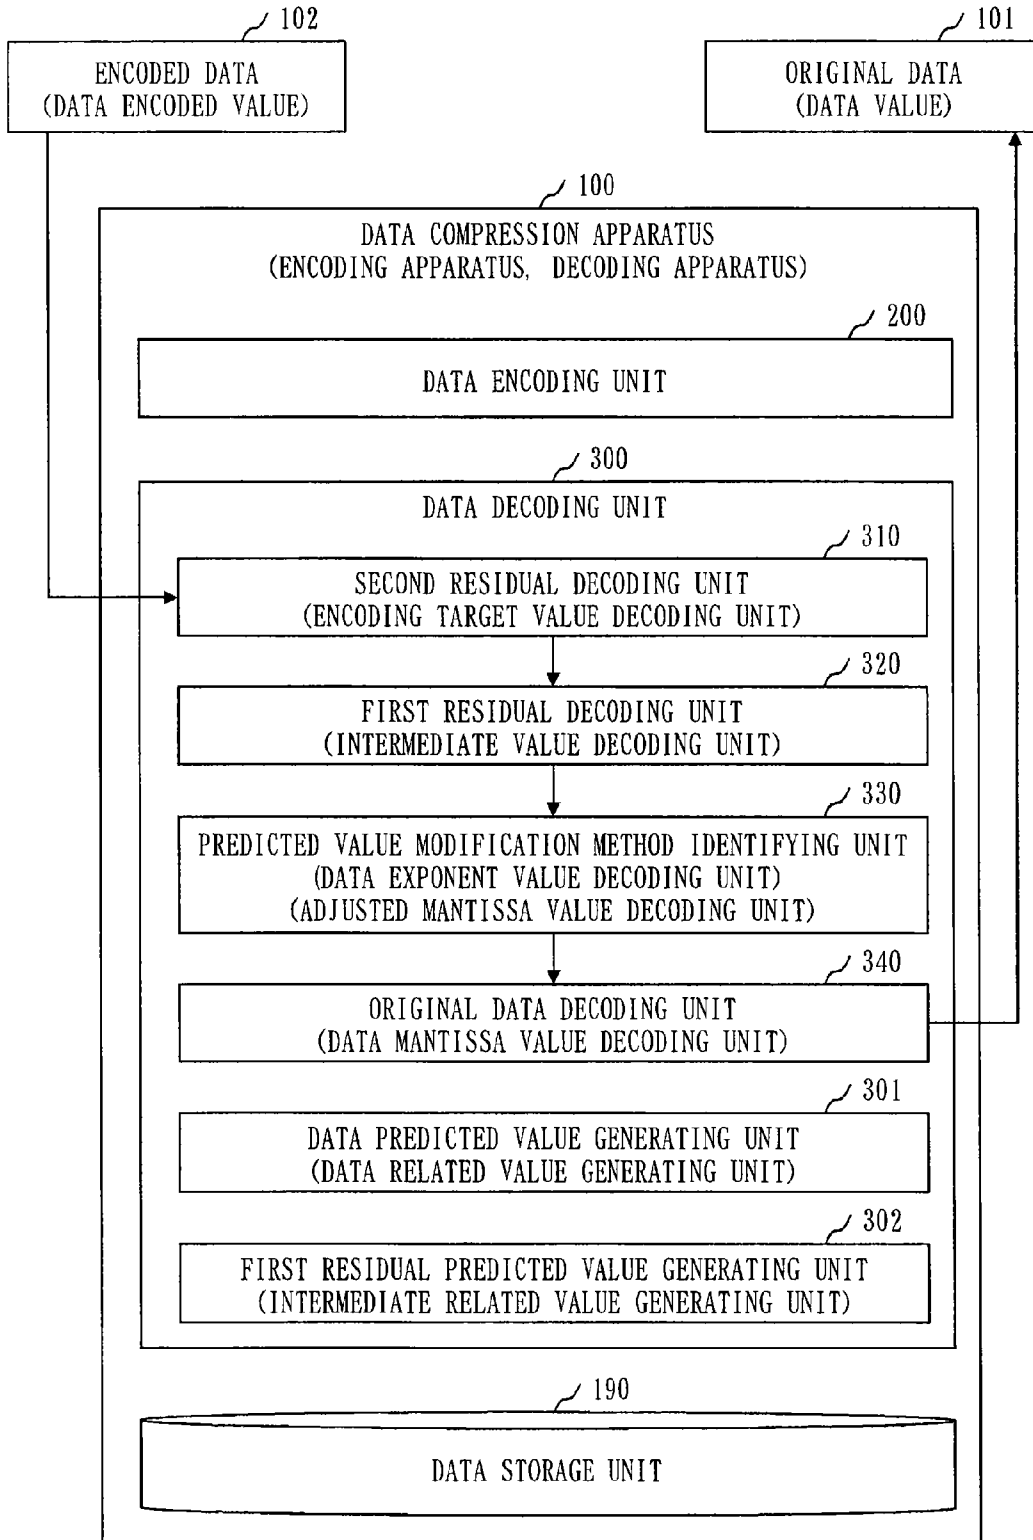 102
ENCODED DATA
(DATA ENCODED VALUE)
101
ORIGINAL DATA
(DATA VALUE)
100
DATA COMPRESSION APPARATUS
(ENCODING APPARATUS, DECODING APPARATUS)
200
DATA ENCODING UNIT
300
DATA DECODING UNIT
310
SECOND RESIDUAL DECODING UNIT
(ENCODING TARGET VALUE DECODING UNIT)
320
FIRST RESIDUAL DECODING UNIT
(INTERMEDIATE VALUE DECODING UNIT)
330
PREDICTED VALUE MODIFICATION METHOD IDENTIFYING UNIT
(DATA EXPONENT VALUE DECODING UNIT)
(ADJUSTED MANTISSA VALUE DECODING UNIT)
340
ORIGINAL DATA DECODING UNIT
(DATA MANTISSA VALUE DECODING UNIT)
301
DATA PREDICTED VALUE GENERATING UNIT
(DATA RELATED VALUE GENERATING UNIT)
302
FIRST RESIDUAL PREDICTED VALUE GENERATING UNIT
(INTERMEDIATE RELATED VALUE GENERATING UNIT)
190
DATA STORAGE UNIT